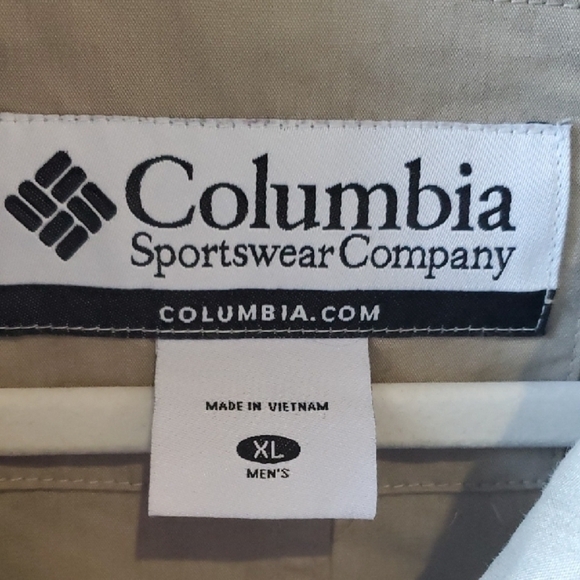 Columbia
Sportswear Company
COLUMBIA.COM
MADE IN VIETNAM
XL
MEN'S